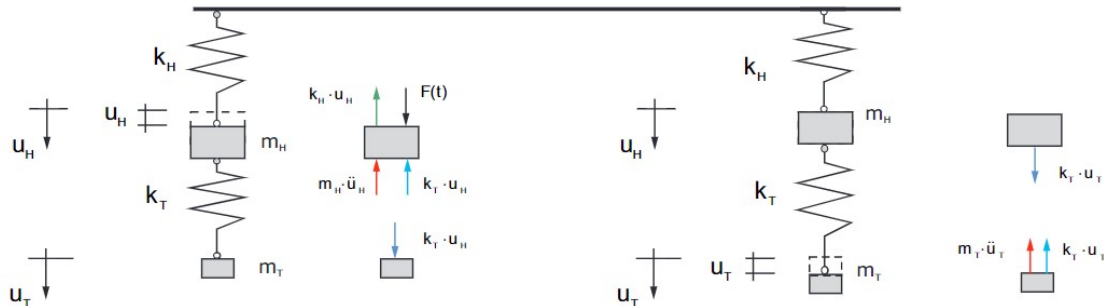 k_H
u_H
u_H
m_H
k_H · u_H
F(t)
m_H · ü_H
k_T · u_H
k_T
k_T · u_H
u_T
m_T
k_H
u_H
m_H
k_T · u_T
k_T
u_T
u_T
m_T
m_T · ü_T
k_T · u_T